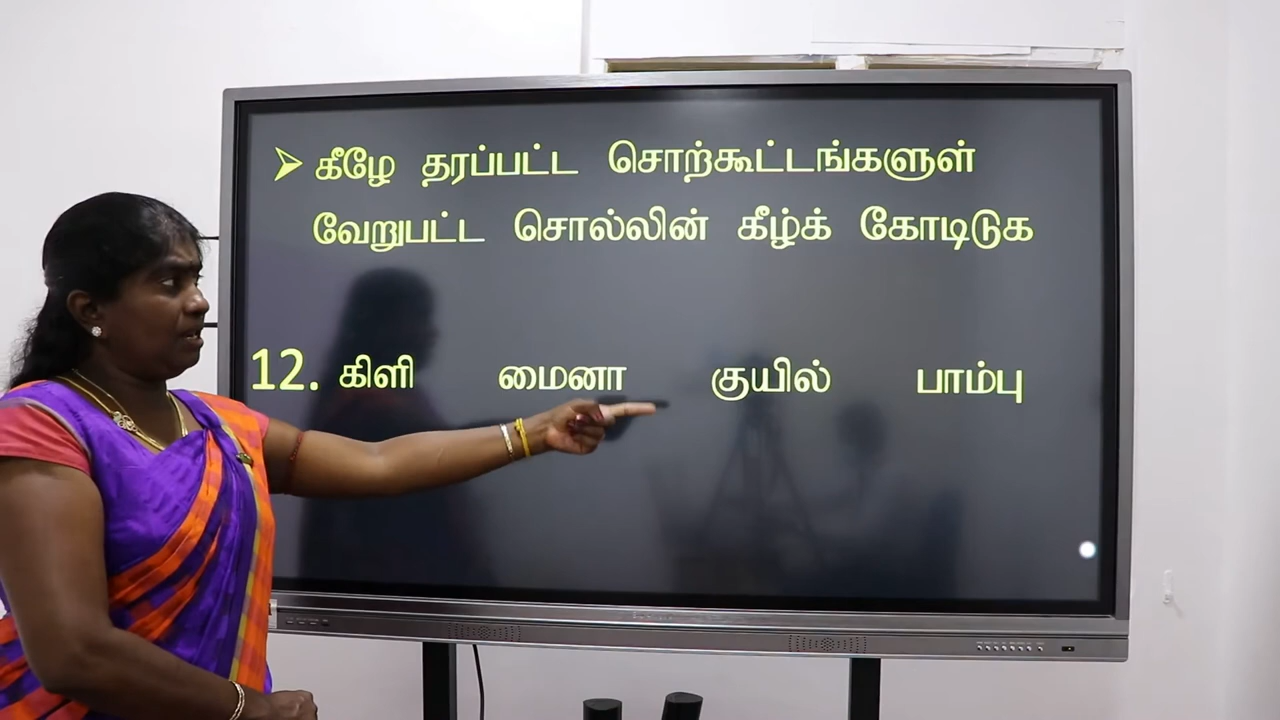 ➢ கீழே தரப்பட்ட சொற்கூட்டங்களுள்
வேறுபட்ட சொல்லின் கீழ்க் கோடிடுக
12. கிளி மைனா குயில் பாம்பு